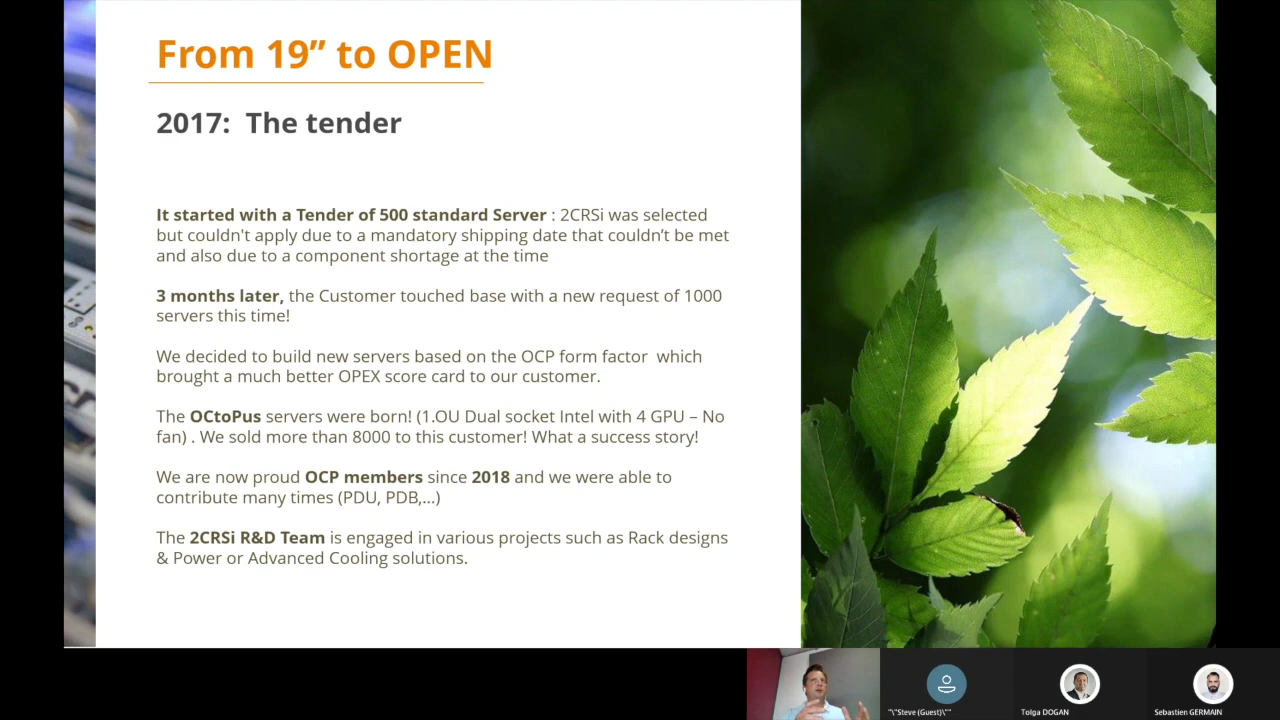 From 19” to OPEN
2017:  The tender
It started with a Tender of 500 standard Server : 2CRSi was selected
but couldn't apply due to a mandatory shipping date that couldn’t be met
and also due to a component shortage at the time
3 months later, the Customer touched base with a new request of 1000
servers this time!
We decided to build new servers based on the OCP form factor  which
brought a much better OPEX score card to our customer.
The OCtoPus servers were born! (1.OU Dual socket Intel with 4 GPU – No
fan) . We sold more than 8000 to this customer! What a success story!
We are now proud OCP members since 2018 and we were able to
contribute many times (PDU, PDB,...)
The 2CRSi R&D Team is engaged in various projects such as Rack designs
& Power or Advanced Cooling solutions.
"\"Steve (Guest)\""
Tolga DOGAN
Sebastien GERMAIN